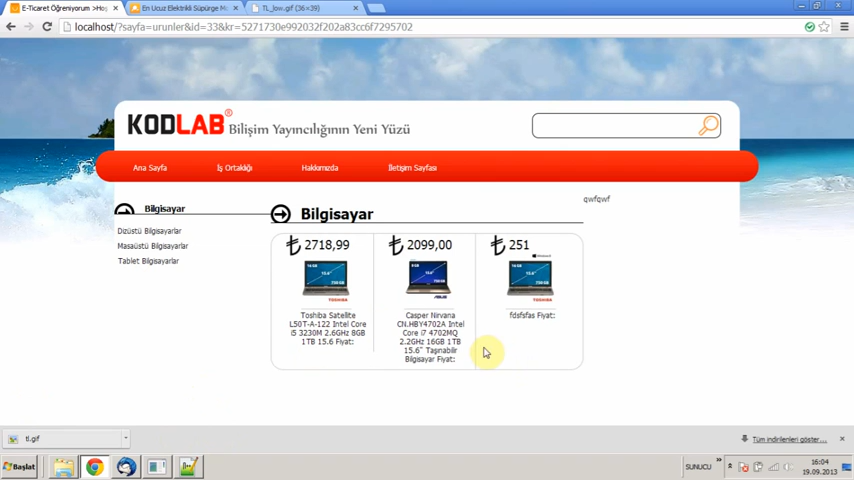 E-Ticaret Öğreniyorum >Ho
En Ucuz Elektrikli Süpürge M
TL_low.gif (36×39)
localhost/?sayfa=urunler&id=33&kr=5271730e992032f202a83cc6f7295702
KODLAB® Bilişim Yayıncılığının Yeni Yüzü
Ana Sayfa
İş Ortaklığı
Hakkımızda
İletişim Sayfası
Bilgisayar
Dizüstü Bilgisayarlar
Masaüstü Bilgisayarlar
Tablet Bilgisayarlar
Bilgisayar
qwfqwf
₺ 2718,99
₺ 2099,00
₺ 251
Toshiba Satellite
L50T-A-122 Intel Core
i5 3230M 2.6GHz 8GB
1TB 15.6 Fiyat:
Casper Nirvana
CN.HBY4702A Intel
Core i7 4702MQ
2.2GHz 16GB 1TB
15.6" Taşınabilir
Bilgisayar Fiyat:
fdsfsfas Fiyat:
tl.gif
Tüm indirilenleri göster...
Başlat
SUNUCU
16:04
19.09.2013